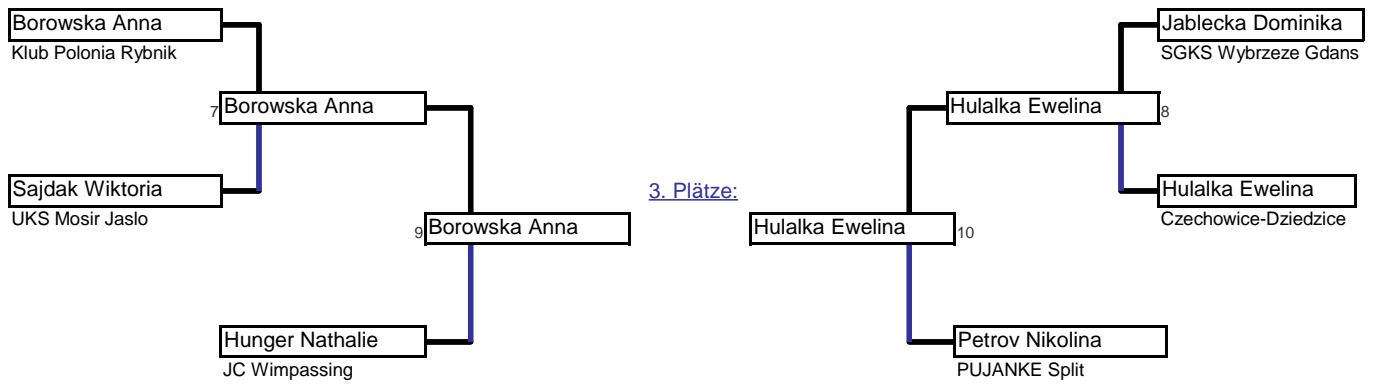 Borowska Anna
Klub Polonia Rybnik
7 Borowska Anna
Sajdak Wiktoria
UKS Mosir Jaslo
9 Borowska Anna
Hunger Nathalie
JC Wimpassing
3. Plätze:
Jablecka Dominika
SGKS Wybrzeze Gdans
Hulalka Ewelina 8
Hulalka Ewelina
Czechowice-Dziedzice
Hulalka Ewelina 10
Petrov Nikolina
PUJANKE Split